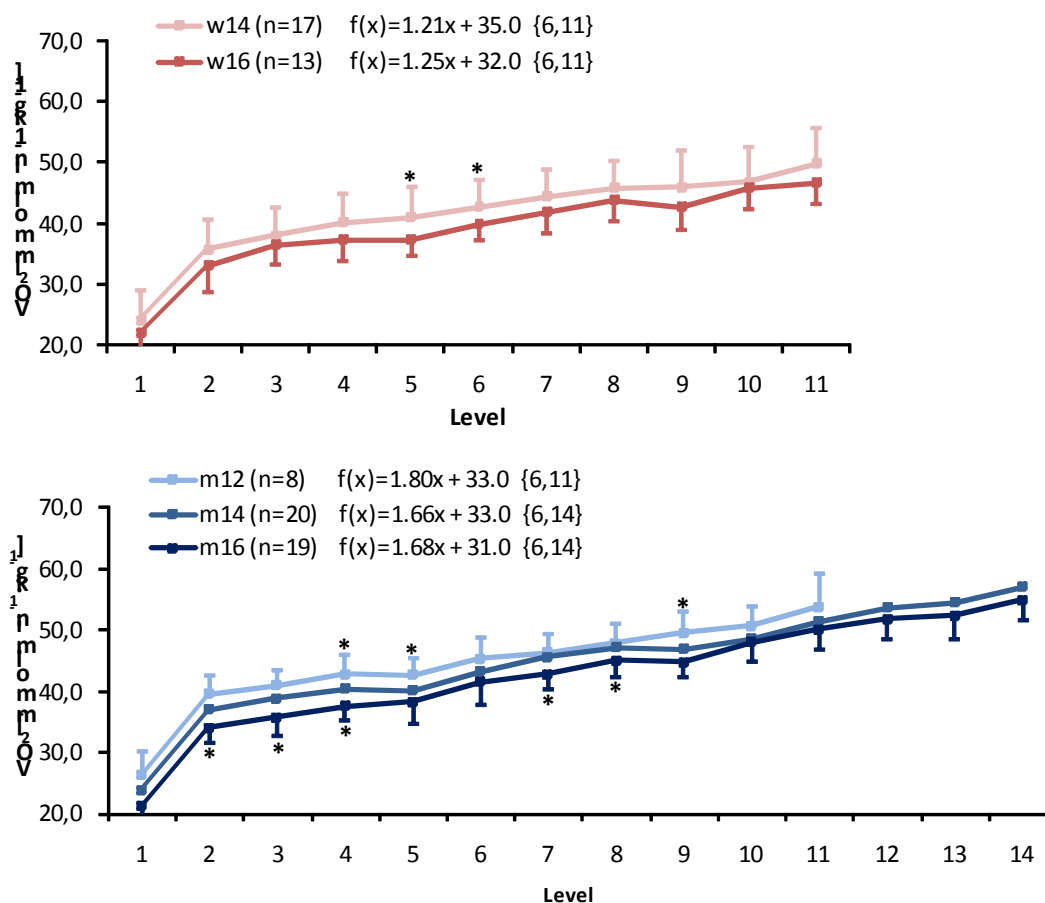 w14 (n=17) f(x)=1.21x + 35.0 {6,11}
w16 (n=13) f(x)=1.25x + 32.0 {6,11}
70,0
60,0
50,0
40,0
30,0
20,0
* *
1 2 3 4 5 6 7 8 9 10 11
Level
m12 (n=8) f(x)=1.80x + 33.0 {6,11}
m14 (n=20) f(x)=1.66x + 33.0 {6,14}
m16 (n=19) f(x)=1.68x + 31.0 {6,14}
70,0
60,0
50,0
40,0
30,0
20,0
* * *
* * * * *
1 2 3 4 5 6 7 8 9 10 11 12 13 14
Level